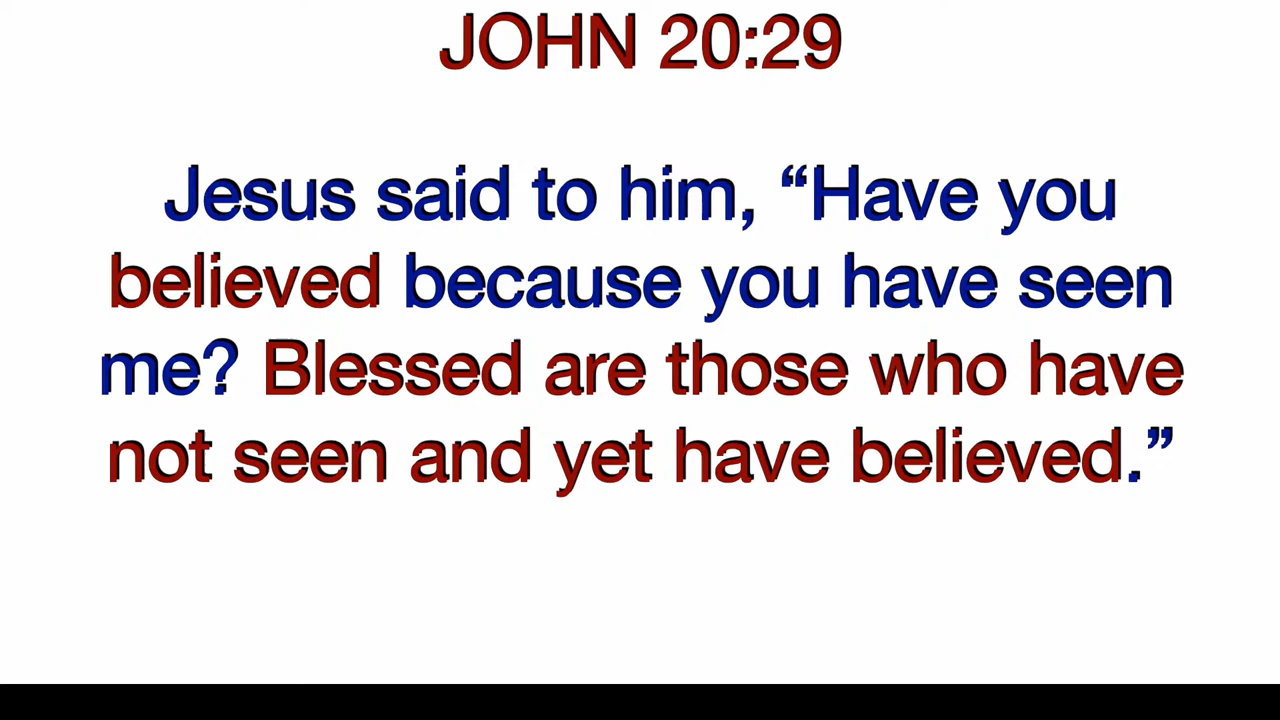 JOHN 20:29
Jesus said to him, “Have you
believed because you have seen
me? Blessed are those who have
not seen and yet have believed.”